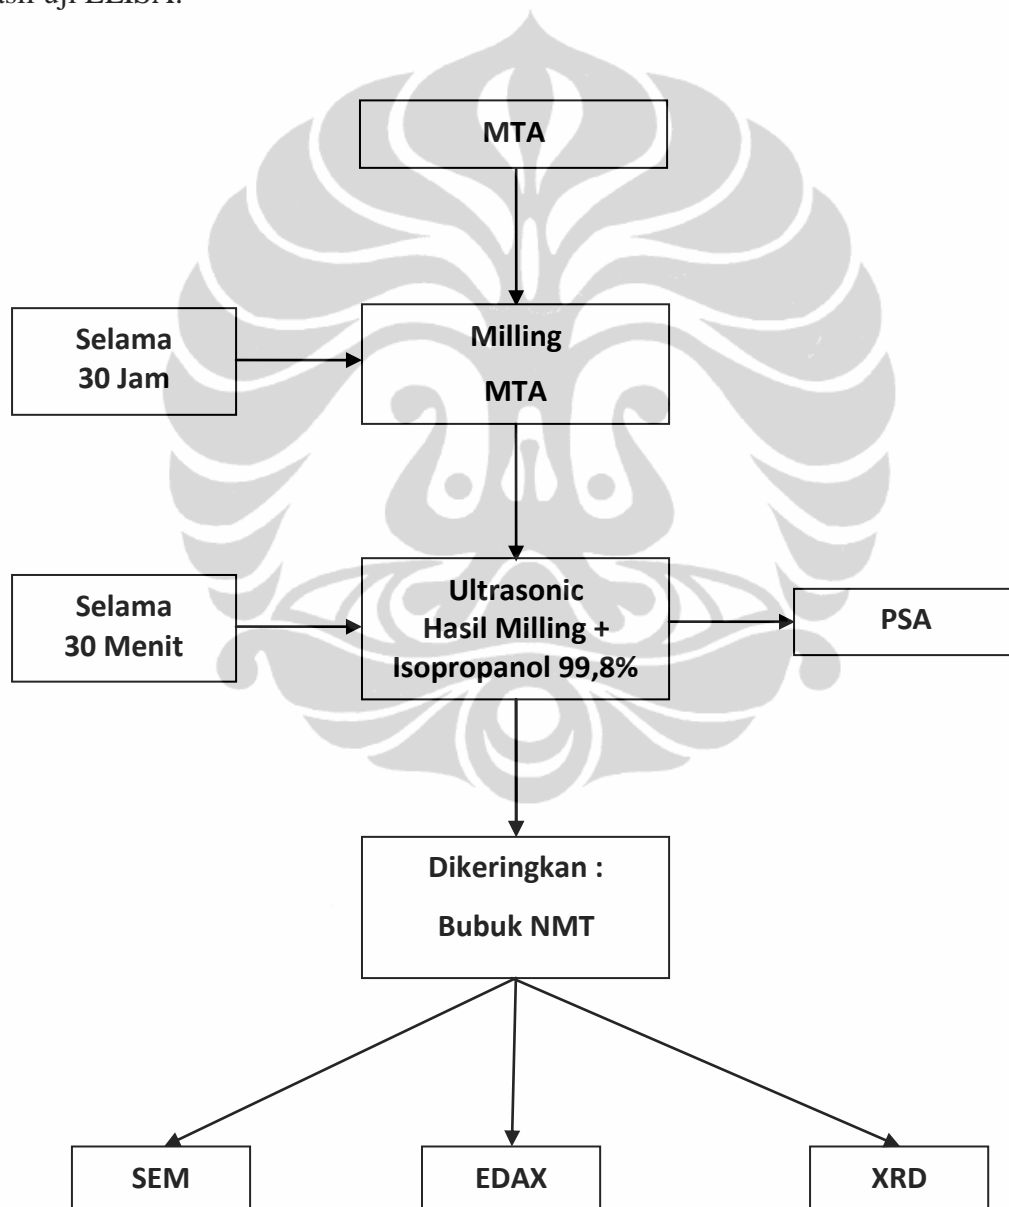 uji ELISA.
MTA
Selama
30 Jam
Milling
MTA
Selama
30 Menit
Ultrasonic
Hasil Milling +
Isopropanol 99,8%
PSA
Dikeringkan :
Bubuk NMT
SEM
EDAX
XRD